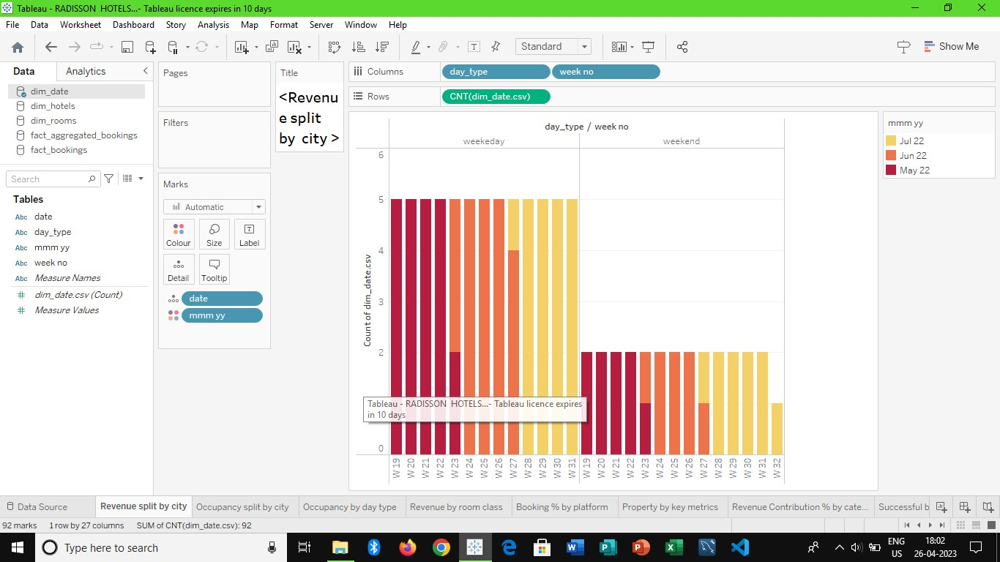 Tableau - RADISSON HOTELS...- Tableau licence expires in 10 days
File Data Worksheet Dashboard Story Analysis Map Format Server Window Help
Standard
Show Me
Data Analytics
dim_date
dim_hotels
dim_rooms
fact_aggregated_bookings
fact_bookings
Search
Tables
Abc date
Abc day_type
Abc mmm yy
Abc week no
Abc Measure Names
# dim_date.csv (Count)
# Measure Values
Pages
Filters
Marks
Automatic
Colour Size Label
Detail Tooltip
date
mmm yy
Title
<Revenu
e split
by city >
Columns day_type week no
Rows CNT(dim_date.csv)
day_type / week no
weekeday weekend
Count of dim_date.csv
6
5
4
3
2
0
Tableau - RADISSON HOTELS...- Tableau licence expires
in 10 days
W 19 W 20 W 21 W 22 W 23 W 24 W 25 W 26 W 27 W 28 W 29 W 30 W 31 W 19 W 20 W 21 W 22 W 23 W 24 W 25 W 26 W 27 W 28 W 29 W 30 W 31 W 32
mmm yy
Jul 22
Jun 22
May 22
Data Source Revenue split by city Occupancy split by city Occupancy by day type Revenue by room class Booking % by platform Property by key metrics Revenue Contribution % by cate... Successful b
92 marks 1 row by 27 columns SUM of CNT(dim_date.csv): 92
Type here to search
ENG
US
18:02
26-04-2023